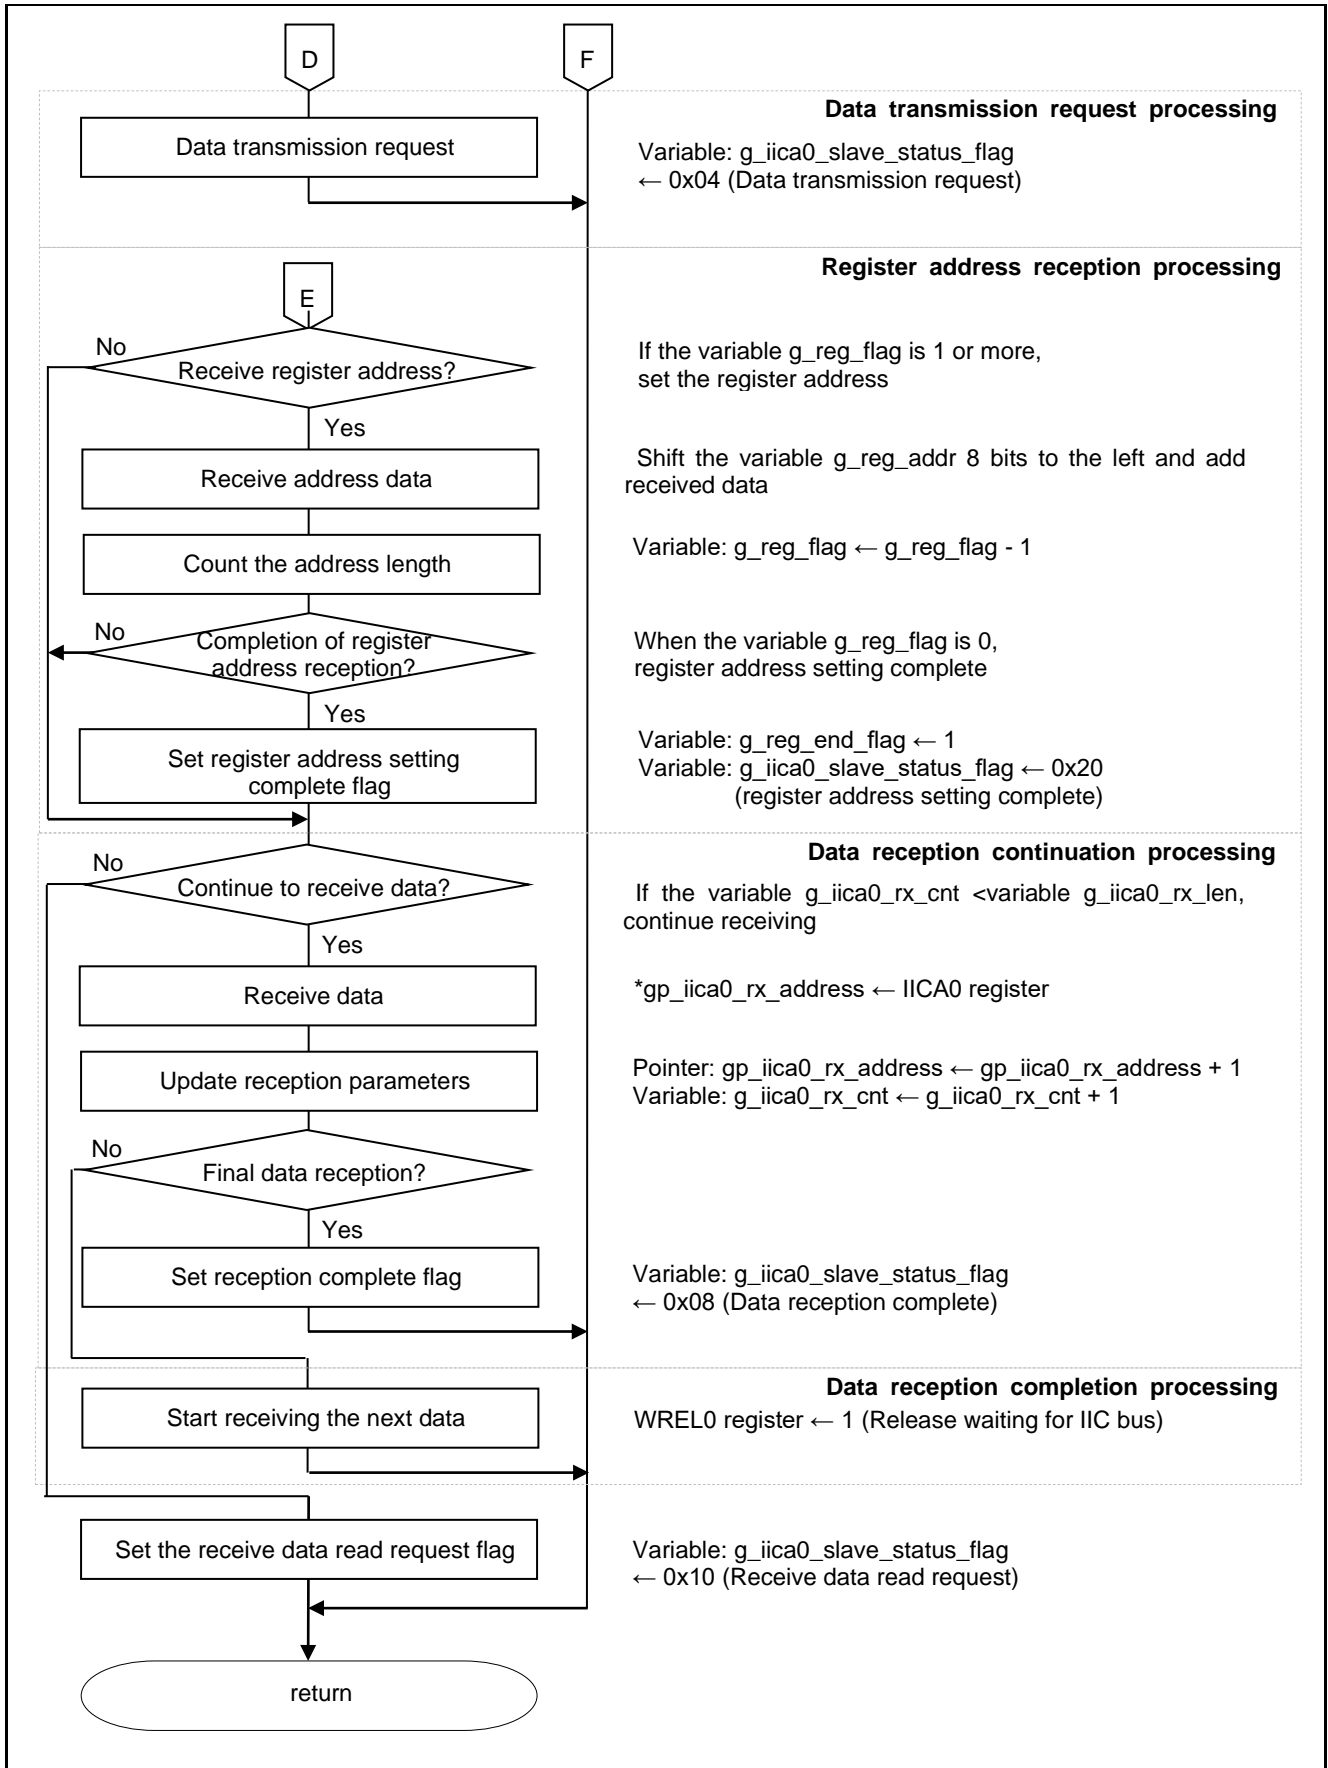 D
F
Data transmission request processing
Data transmission request
Variable: g_iica0_slave_status_flag
← 0x04 (Data transmission request)
Register address reception processing
E
No
Receive register address?
If the variable g_reg_flag is 1 or more,
set the register address
Yes
Receive address data
Shift the variable g_reg_addr 8 bits to the left and add
received data
Count the address length
Variable: g_reg_flag ← g_reg_flag - 1
No
Completion of register
address reception?
When the variable g_reg_flag is 0,
register address setting complete
Yes
Set register address setting
complete flag
Variable: g_reg_end_flag ← 1
Variable: g_iica0_slave_status_flag ← 0x20
(register address setting complete)
Data reception continuation processing
No
Continue to receive data?
If the variable g_iica0_rx_cnt <variable g_iica0_rx_len,
continue receiving
Yes
Receive data
*gp_iica0_rx_address ← IICA0 register
Update reception parameters
Pointer: gp_iica0_rx_address ← gp_iica0_rx_address + 1
Variable: g_iica0_rx_cnt ← g_iica0_rx_cnt + 1
No
Final data reception?
Yes
Set reception complete flag
Variable: g_iica0_slave_status_flag
← 0x08 (Data reception complete)
Data reception completion processing
Start receiving the next data
WREL0 register ← 1 (Release waiting for IIC bus)
Set the receive data read request flag
Variable: g_iica0_slave_status_flag
← 0x10 (Receive data read request)
return